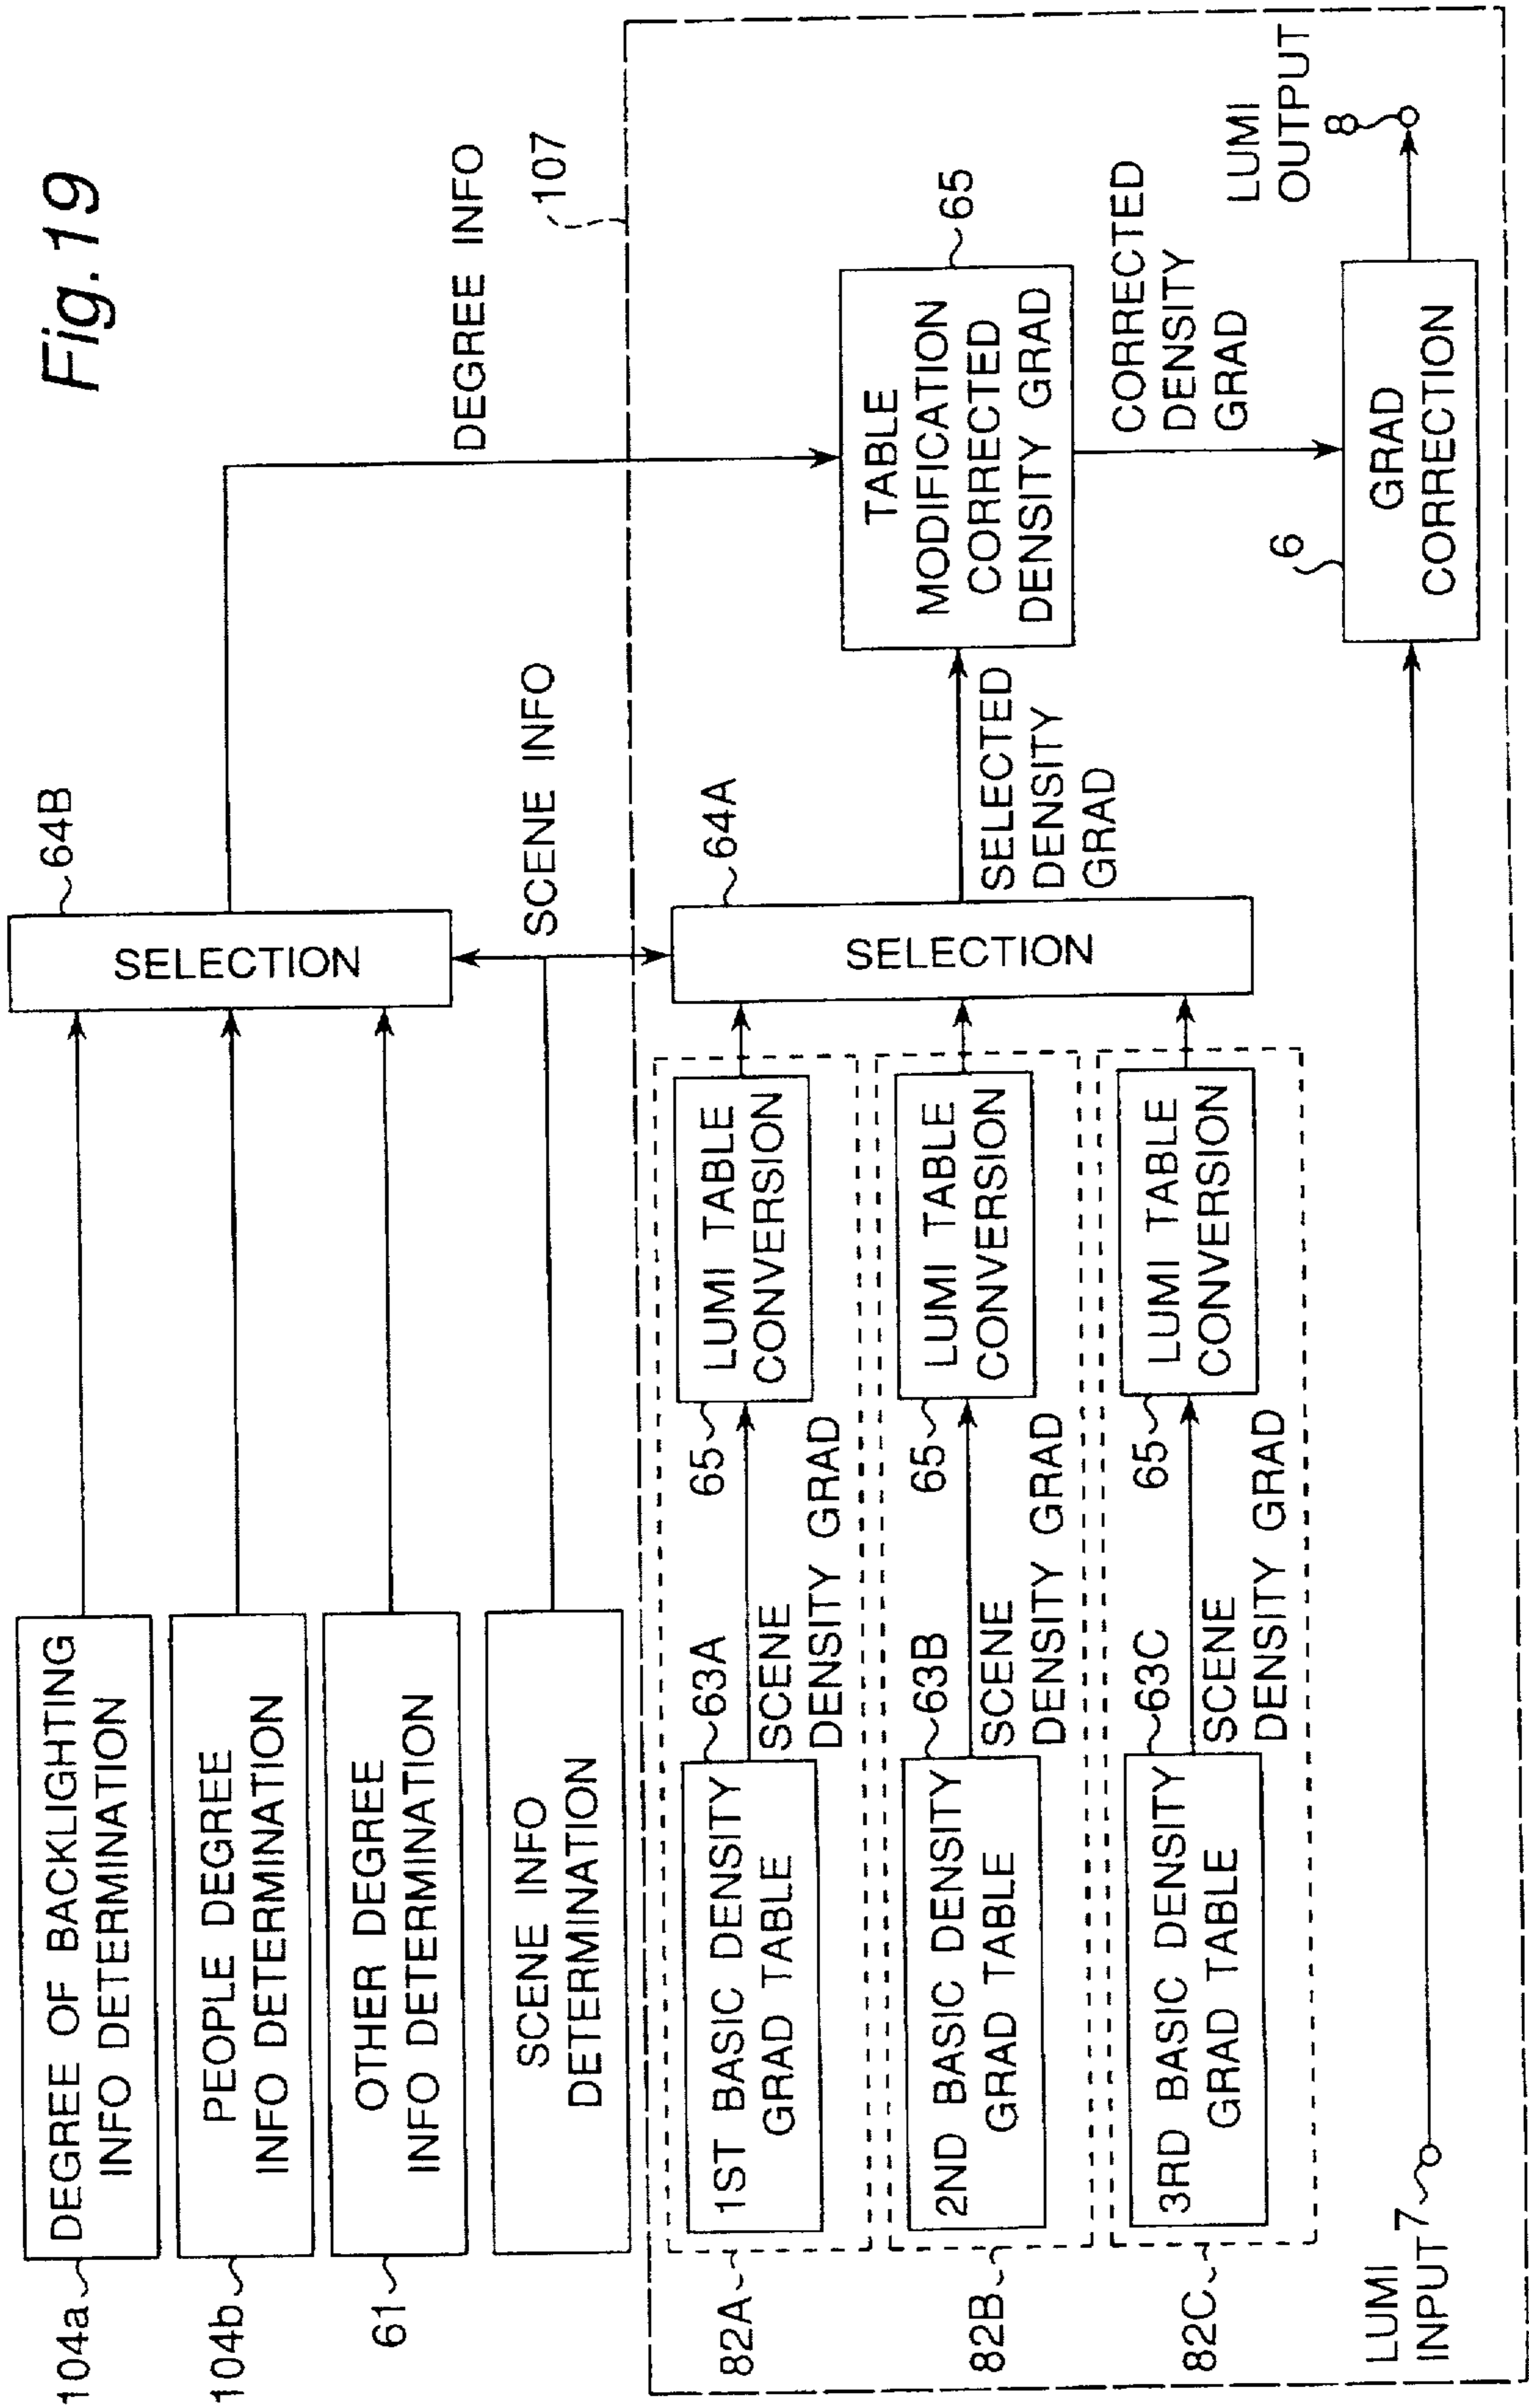 Fig.19
104a
DEGREE OF BACKLIGHTING
INFO DETERMINATION
104b
PEOPLE DEGREE
INFO DETERMINATION
61
OTHER DEGREE
INFO DETERMINATION
SCENE INFO
DETERMINATION
64B
SELECTION
DEGREE INFO
SCENE INFO
107
82A
1ST BASIC DENSITY
GRAD TABLE
63A
SCENE
DENSITY GRAD
65
LUMI TABLE
CONVERSION
82B
2ND BASIC DENSITY
GRAD TABLE
63B
SCENE
DENSITY GRAD
65
LUMI TABLE
CONVERSION
82C
3RD BASIC DENSITY
GRAD TABLE
63C
SCENE
DENSITY GRAD
65
LUMI TABLE
CONVERSION
64A
SELECTION
SELECTED
DENSITY
GRAD
TABLE
MODIFICATION
CORRECTED
DENSITY GRAD
65
CORRECTED
DENSITY
GRAD
LUMI
INPUT 7
6
GRAD
CORRECTION
LUMI
OUTPUT
8